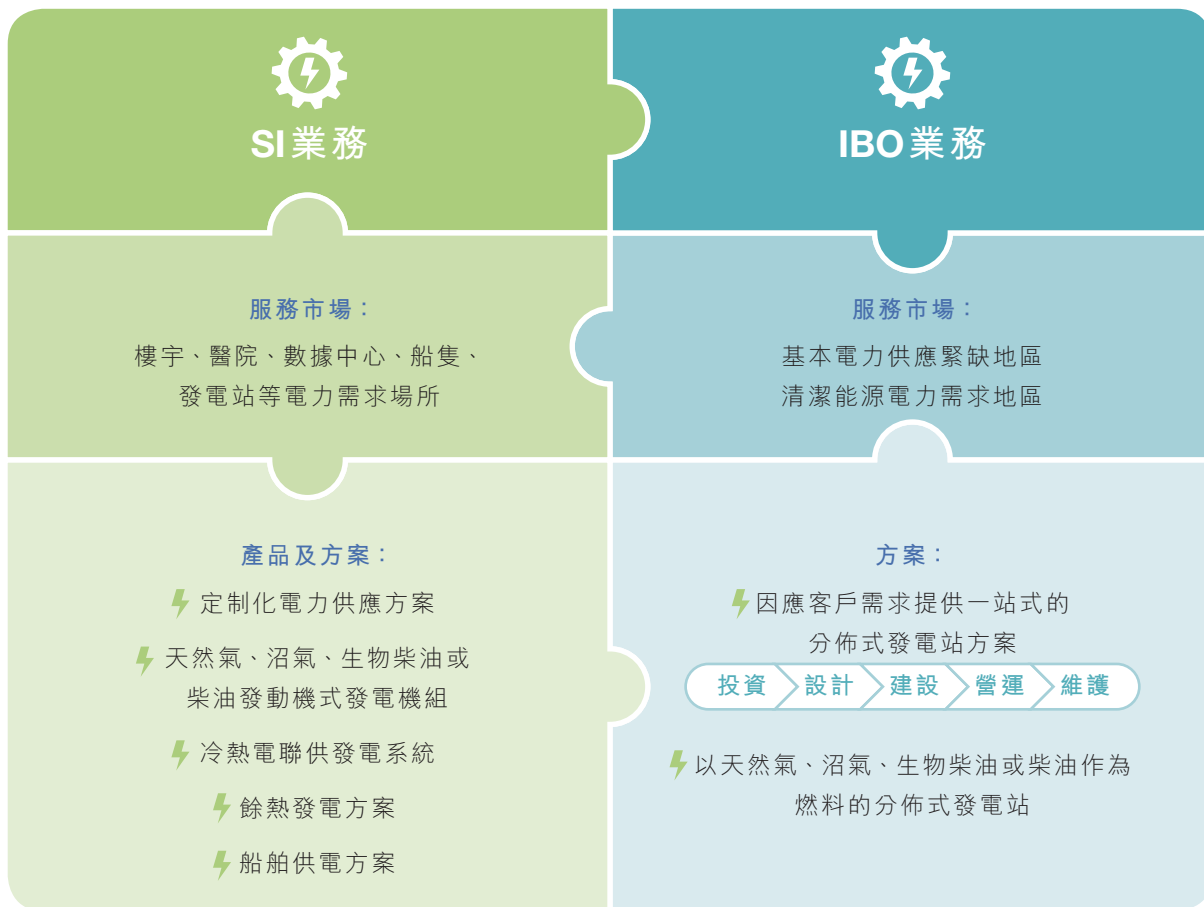 SI業務
服務市場：
樓宇、醫院、數據中心、船隻、
發電站等電力需求場所
產品及方案：
定制化電力供應方案
天然氣、沼氣、生物柴油或
柴油發動機式發電機組
冷熱電聯供發電系統
餘熱發電方案
船舶供電方案
IBO業務
服務市場：
基本電力供應緊缺地區
清潔能源電力需求地區
方案：
因應客戶需求提供一站式的
分佈式發電站方案
投資 設計 建設 營運 維護
以天然氣、沼氣、生物柴油或柴油作為
燃料的分佈式發電站